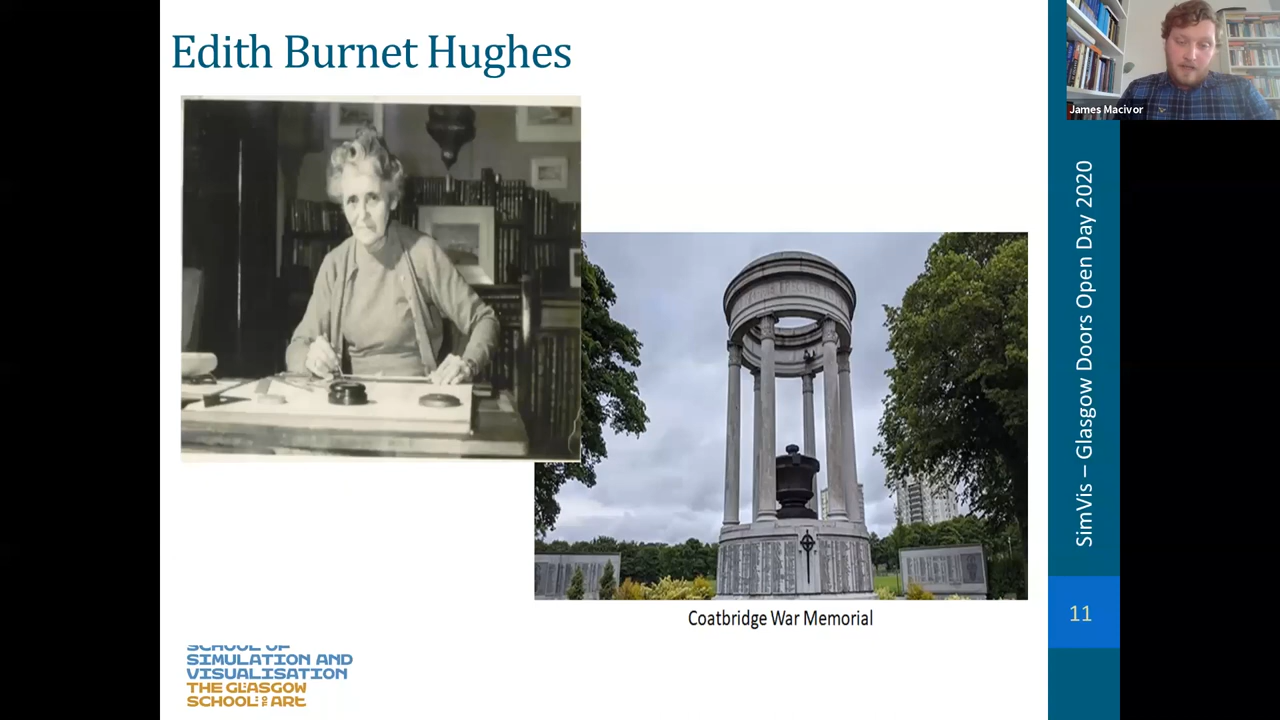 Edith Burnet Hughes
James Macivor
SimVis – Glasgow Doors Open Day 2020
11
Coatbridge War Memorial
SCHOOL OF
SIMULATION AND
VISUALISATION
THE GLASGOW
SCHOOL OF ART